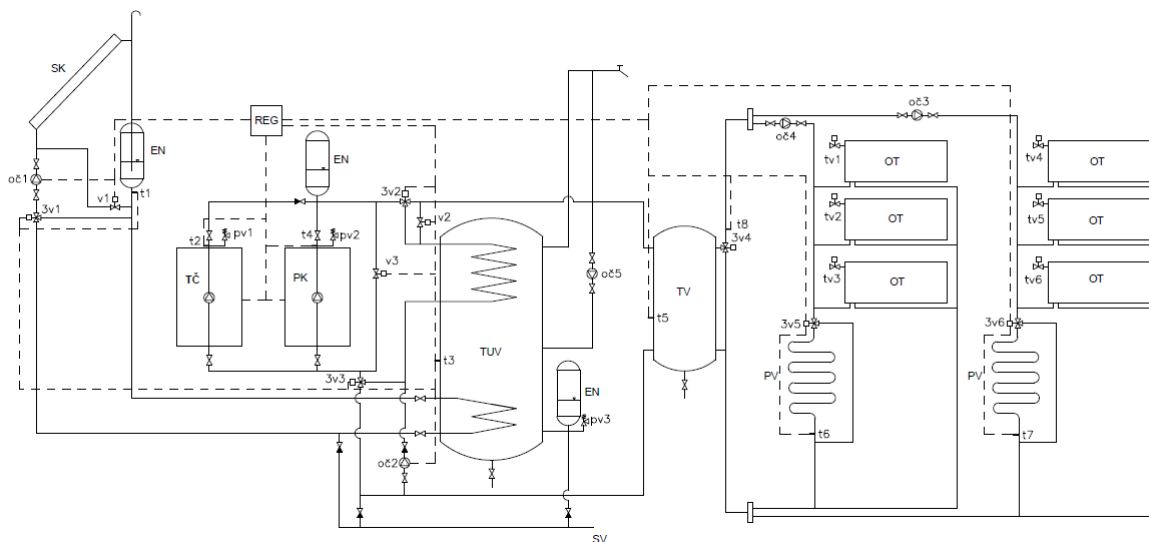 SK
REG
EN
EN
oč1
v1
t1
3v1
3v2
v2
t2
pv1
t4
pv2
TČ
PK
v3
oč5
t3
TUV
3v3
EN
pv3
oč2
SV
oč3
oč4
tv1
OT
tv4
OT
tv2
OT
tv5
OT
tv3
OT
tv6
OT
t8
3v4
TV
t5
3v5
3v6
PV
PV
t6
t7